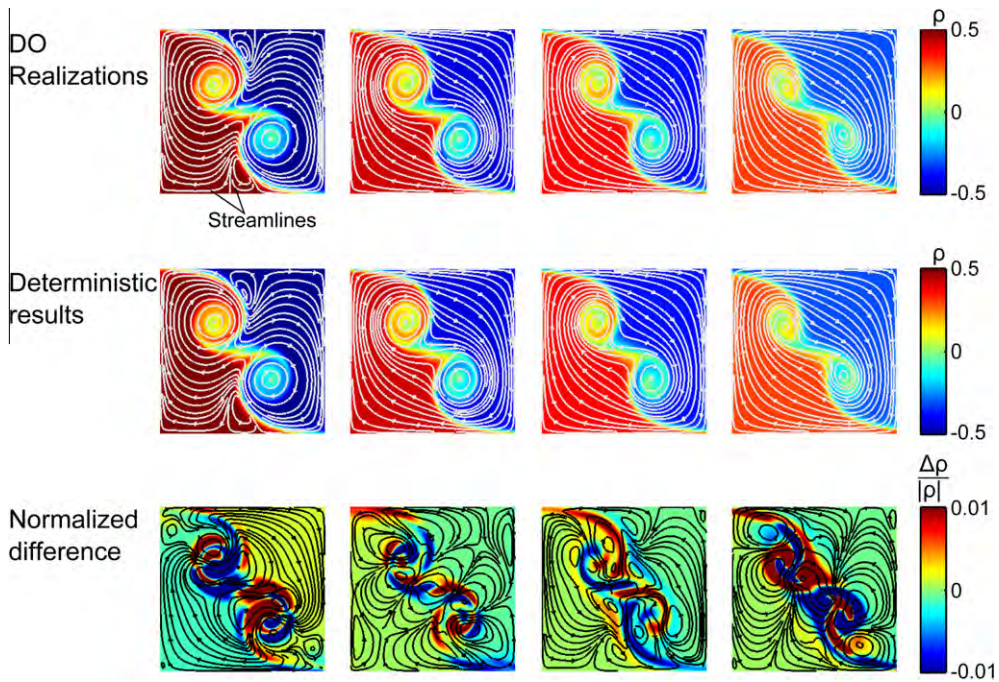 DO
Realizations
ρ
0.5
0
-0.5
Streamlines
Deterministic
results
ρ
0.5
0
-0.5
Normalized
difference
Δρ
|ρ|
0.01
0
-0.01